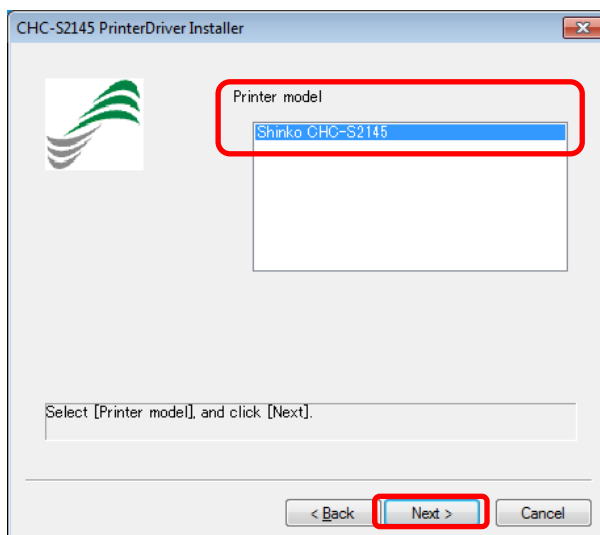 CHC-S2145 PrinterDriver Installer
Printer model
Shinko CHC-S2145
Select [Printer model], and click [Next].
< Back Next > Cancel